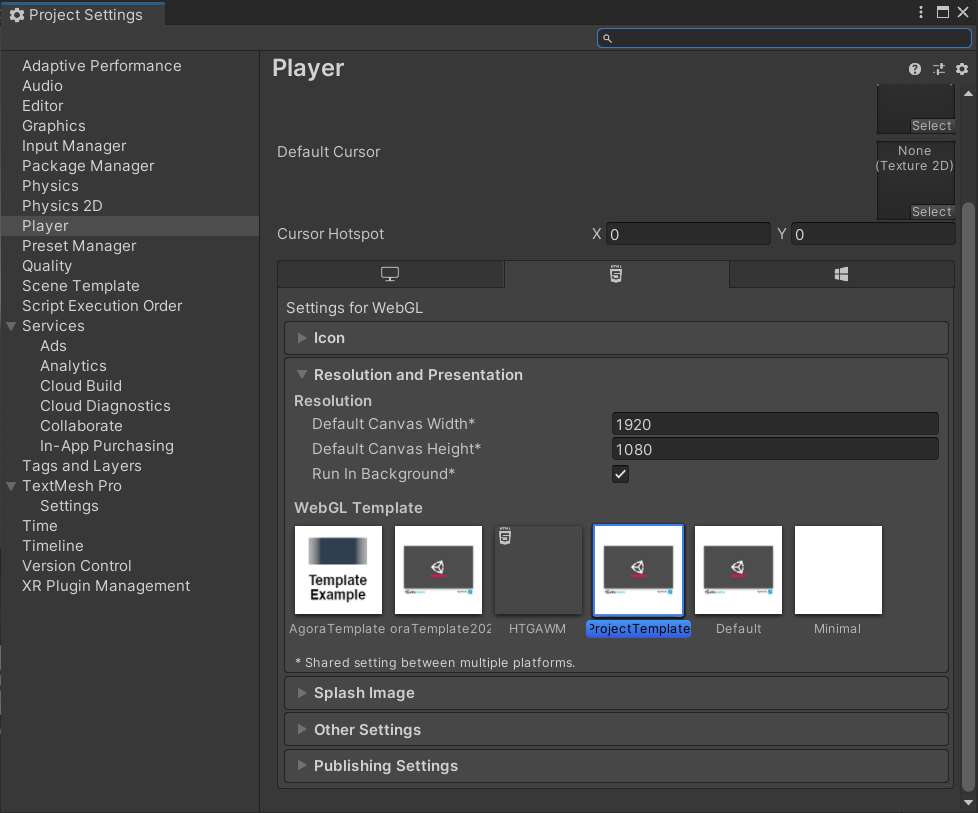 Project Settings
Adaptive Performance
Audio
Editor
Graphics
Input Manager
Package Manager
Physics
Physics 2D
Player
Preset Manager
Quality
Scene Template
Script Execution Order
Services
Ads
Analytics
Cloud Build
Cloud Diagnostics
Collaborate
In-App Purchasing
Tags and Layers
TextMesh Pro
Settings
Time
Timeline
Version Control
XR Plugin Management
Player
Select
Default Cursor
None
(Texture 2D)
Select
Cursor Hotspot X 0 Y 0
Settings for WebGL
Icon
Resolution and Presentation
Resolution
Default Canvas Width* 1920
Default Canvas Height* 1080
Run In Background*
WebGL Template
Template
Example
AgoraTemplate oraTemplate202 HTGAWM ProjectTemplate Default Minimal
* Shared setting between multiple platforms.
Splash Image
Other Settings
Publishing Settings